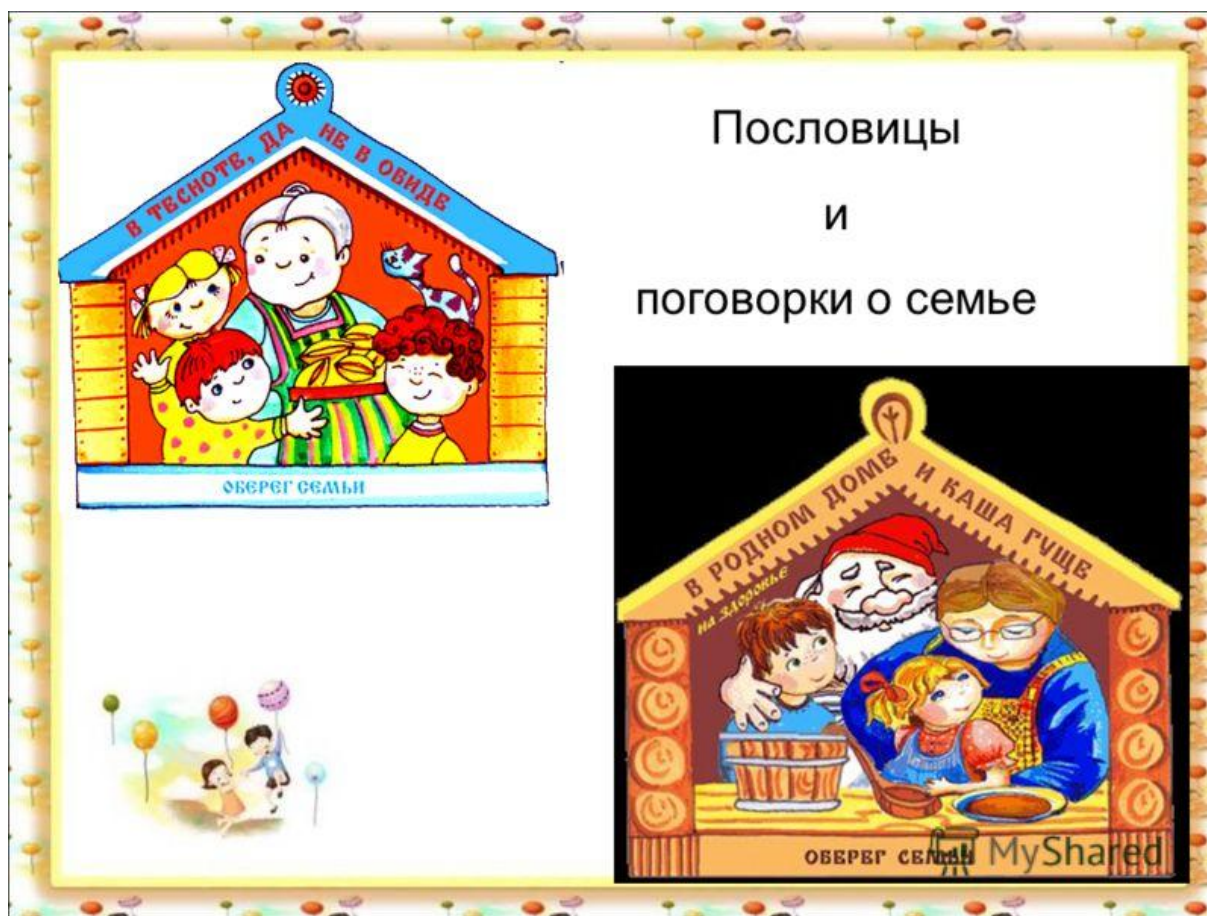 В ТЕСНОТЕ, ДА НЕ В ОБИДЕ
ОБЕРЕГ СЕМЬИ
Пословицы
и
поговорки о семье
В РОДНОМ ДОМЕ И КАША ГУЩЕ
на здоровье
ОБЕРЕГ СЕМЬИ
MyShared